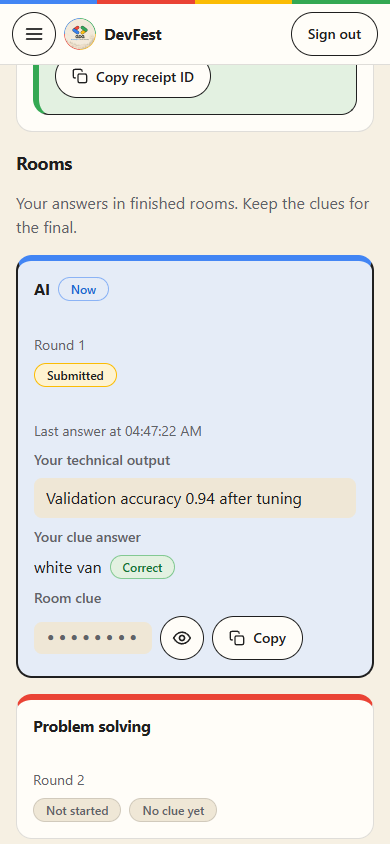 DevFest
Sign out
Copy receipt ID
Rooms
Your answers in finished rooms. Keep the clues for
the final.
AI Now
Round 1
Submitted
Last answer at 04:47:22 AM
Your technical output
Validation accuracy 0.94 after tuning
Your clue answer
white van Correct
Room clue
•••••••• Copy
Problem solving
Round 2
Not started No clue yet